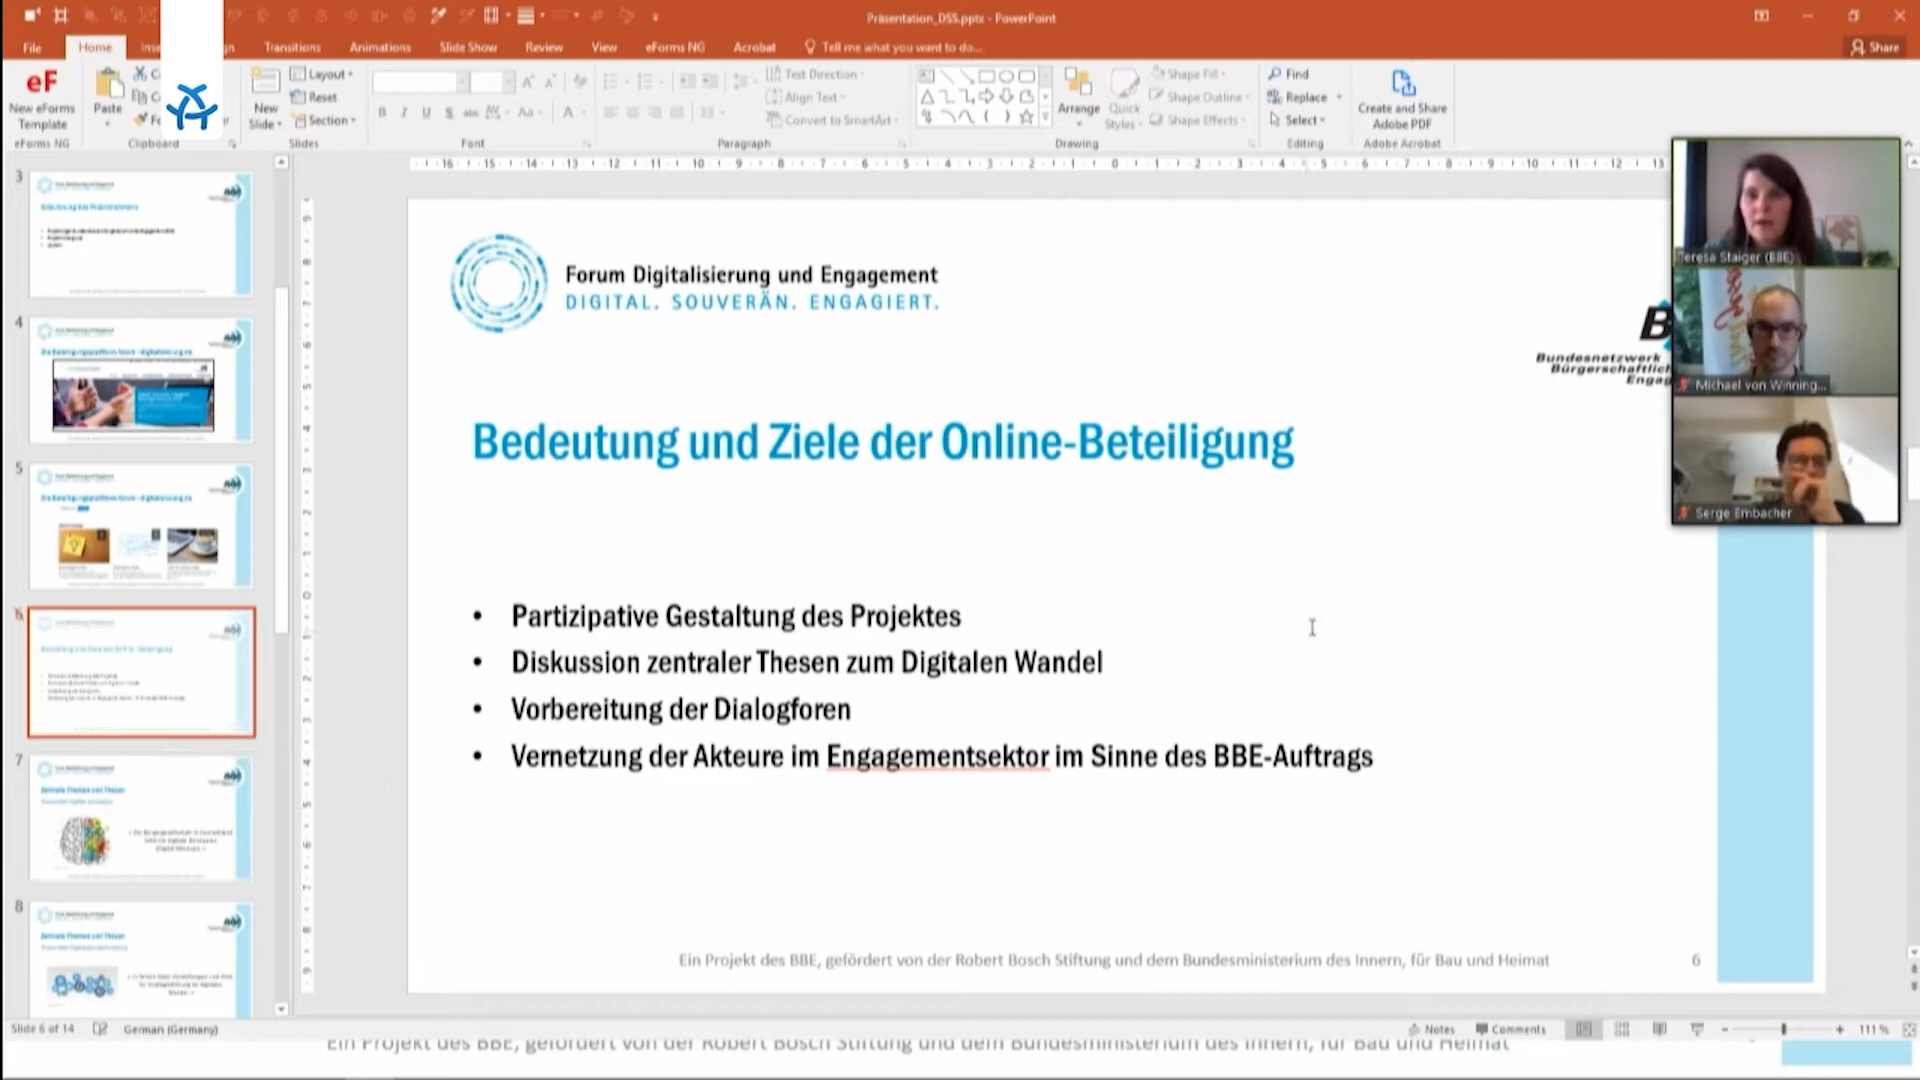 Präsentation_DSS.pptx - PowerPoint
File
Home
Transitions
Animations
Slide Show
Review
View
eForms NG
Acrobat
Tell me what you want to do...
Share
eF
New eForms
Template
eForms NG
Paste
Clipboard
New
Slide
Layout
Reset
Section
Slides
Font
Text Direction
Align Text
Convert to SmartArt
Paragraph
Arrange
Quick
Styles
Shape Fill
Shape Outline
Shape Effects
Drawing
Find
Replace
Select
Editing
Create and Share
Adobe PDF
Adobe Acrobat
Teresa Staiger (BBE)
Michael von Winning...
Serge Embacher
3
4
5
6
7
8
Forum Digitalisierung und Engagement
DIGITAL. SOUVERÄN. ENGAGIERT.
Bundesnetzwerk
Bedeutung und Ziele der Online-Beteiligung
• Partizipative Gestaltung des Projektes
• Diskussion zentraler Thesen zum Digitalen Wandel
• Vorbereitung der Dialogforen
• Vernetzung der Akteure im Engagementsektor im Sinne des BBE-Auftrags
Ein Projekt des BBE, gefördert von der Robert Bosch Stiftung und dem Bundesministerium des Innern, für Bau und Heimat
6
Slide 6 of 14
German (Germany)
Notes
Comments
111 %
Ein Projekt des BBE, gefördert von der Robert Bosch Stiftung und dem Bundesministerium des Innern, für Bau und Heimat